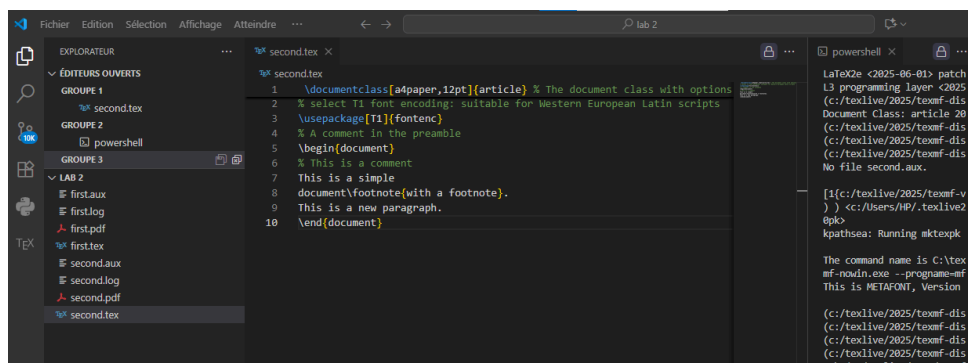 Fichier Edition Sélection Affichage Atteindre ··· ← → lab 2
EXPLORATEUR ···
ÉDITEURS OUVERTS
GROUPE 1
TEX second.tex
GROUPE 2
powershell
GROUPE 3
LAB 2
first.aux
first.log
first.pdf
TEX first.tex
second.aux
second.log
second.pdf
TEX second.tex
10K
TEX
TEX second.tex × ···
TEX second.tex
1 \documentclass[a4paper,12pt]{article} % The document class with options
2 % select T1 font encoding: suitable for Western European Latin scripts
3 \usepackage[T1]{fontenc}
4 % A comment in the preamble
5 \begin{document}
6 % This is a comment
7 This is a simple
8 document\footnote{with a footnote}.
9 This is a new paragraph.
10 \end{document}
powershell × ···
LaTeX2e <2025-06-01> patch
L3 programming layer <2025
(c:/texlive/2025/texmf-dis
Document Class: article 20
(c:/texlive/2025/texmf-dis
(c:/texlive/2025/texmf-dis
(c:/texlive/2025/texmf-dis
No file second.aux.
[1{c:/texlive/2025/texmf-v
) ) <c:/Users/HP/.texlive2
0pk>
kpathsea: Running mktexpk
The command name is C:\tex
mf-nowin.exe --progname=mf
This is METAFONT, Version
(c:/texlive/2025/texmf-dis
(c:/texlive/2025/texmf-dis
(c:/texlive/2025/texmf-dis
(c:/texlive/2025/texmf-dis